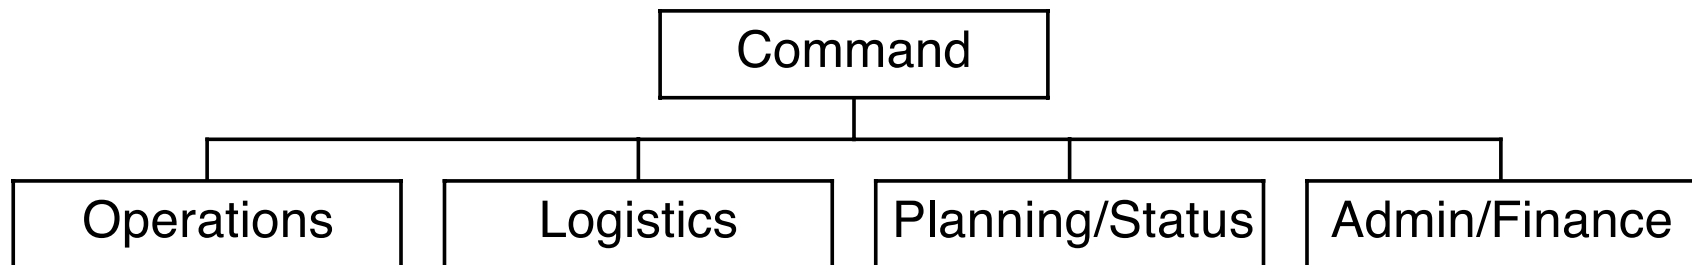 Command
Operations
Logistics
Planning/Status
Admin/Finance